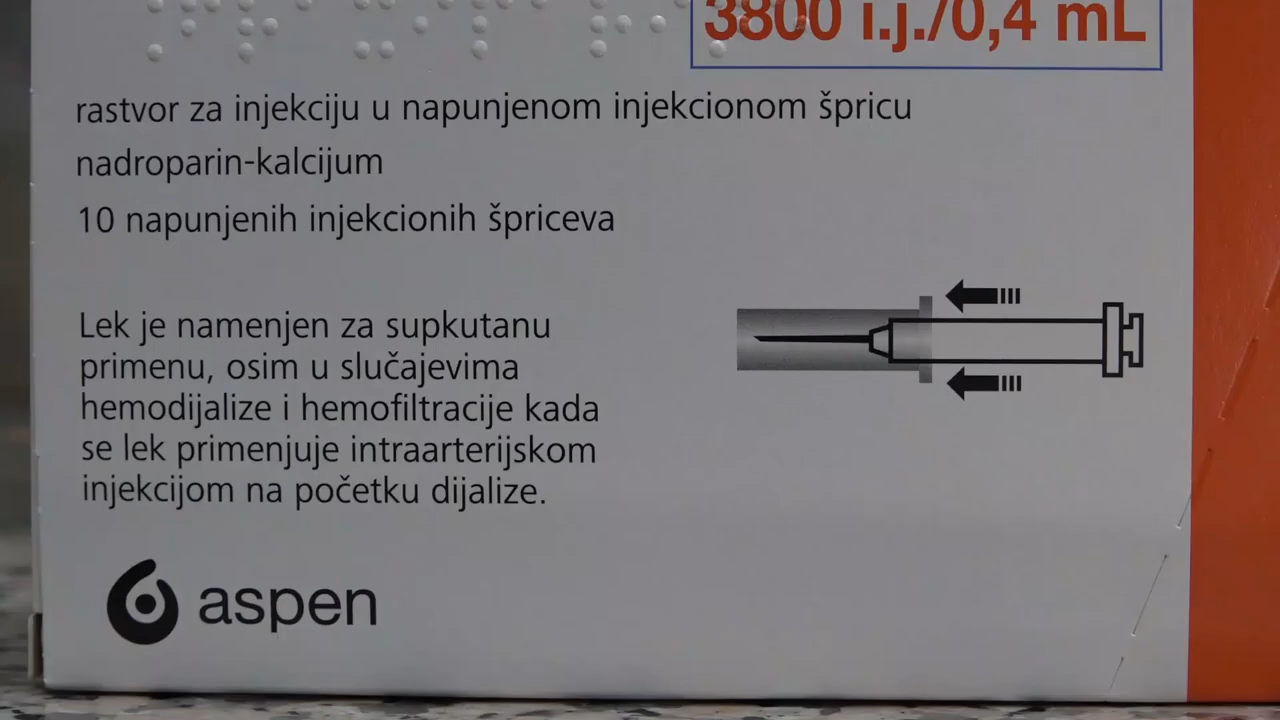 3800 i.j./0,4 mL
rastvor za injekciju u napunjenom injekcionom špricu
nadroparin-kalcijum
10 napunjenih injekcionih špriceva
Lek je namenjen za supkutanu
primenu, osim u slučajevima
hemodijalize i hemofiltracije kada
se lek primenjuje intraarterijskom
injekcijom na početku dijalize.
aspen